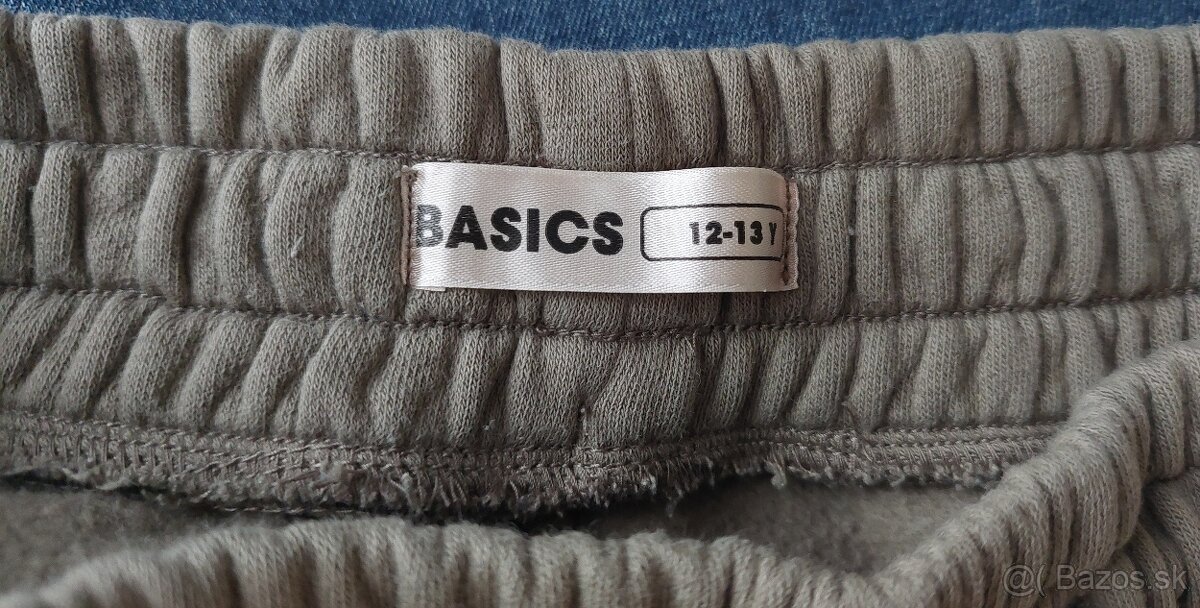 BASICS 12-13 Y
@( Bazos.sk